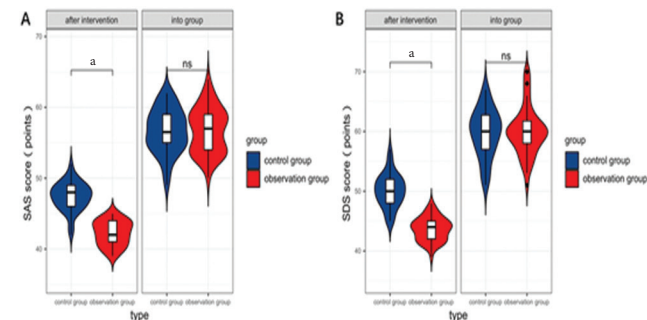 A
after intervention
into group
70
60
50
40
SAS score ( points )
a
ns
control group observation group
control group observation group
type
group
control group
observation group
B
after intervention
into group
70
60
50
40
SDS score ( points )
a
ns
control group observation group
control group observation group
type
group
control group
observation group